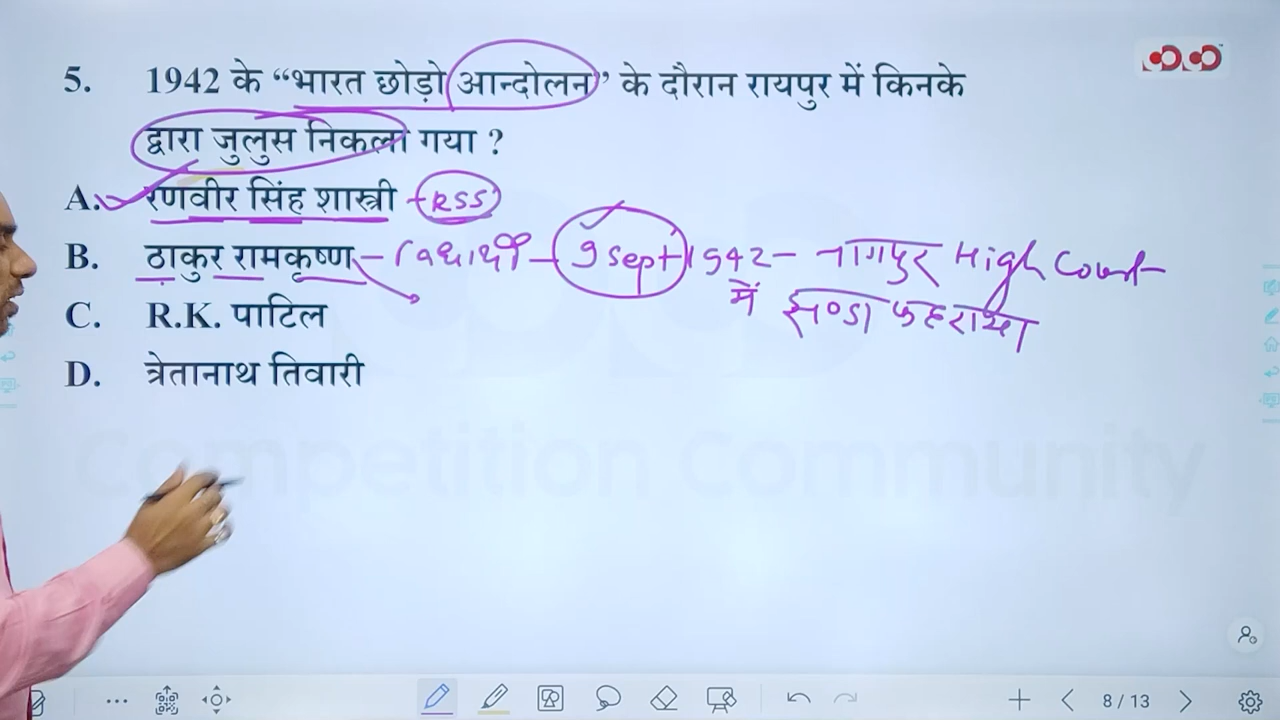 5. 1942 के “भारत छोड़ो आन्दोलन” के दौरान रायपुर में किनके
द्वारा जुलुस निकला गया ?
A. रणवीर सिंह शास्त्री RSS
B. ठाकुर रामकृष्ण – विद्यार्थी – 9 Sept 1942 – नागपुर High Court
में झण्डा फहराया
C. R.K. पाटिल
D. त्रेतानाथ तिवारी
Competition Community
8 / 13